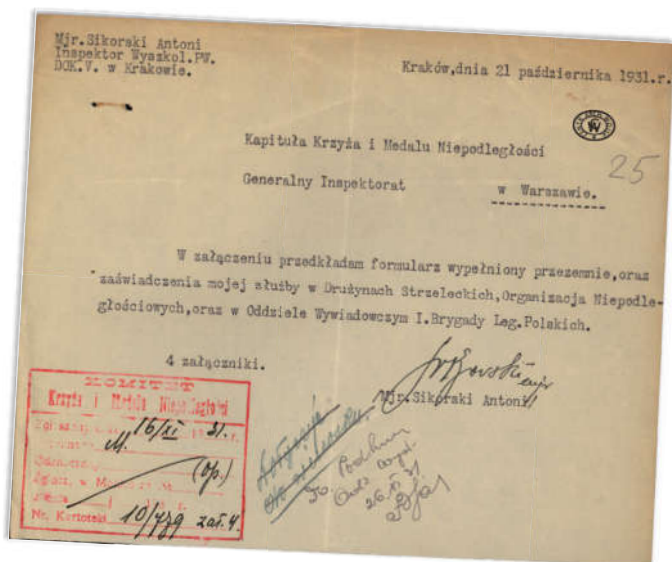 Mjr.Sikorski Antoni
Inspektor Wyszkol.PW.
DOK.V. w Krakowie.
Kraków,dnia 21 października 1931.r.
Kapituła Krzyża i Medalu Niepodległości
25
Generalny Inspektorat w Warszawie.
W załączeniu przedkładam formularz wypełniony przezemnie,oraz
zaświadczenia mojej służby w Drużynach Strzeleckich,Organizacja Niepodle-
głościowych,oraz w Oddziele Wywiadowczym I.Brygady Leg.Polskich.
4 załączniki.
Mjr.Sikorski Antoni
KOMITET
Krzyża i Medalu Niepodległości
16/XI 1931. r.
M.
(op.)
Nr. Kartoteki 10/479 zał.4.